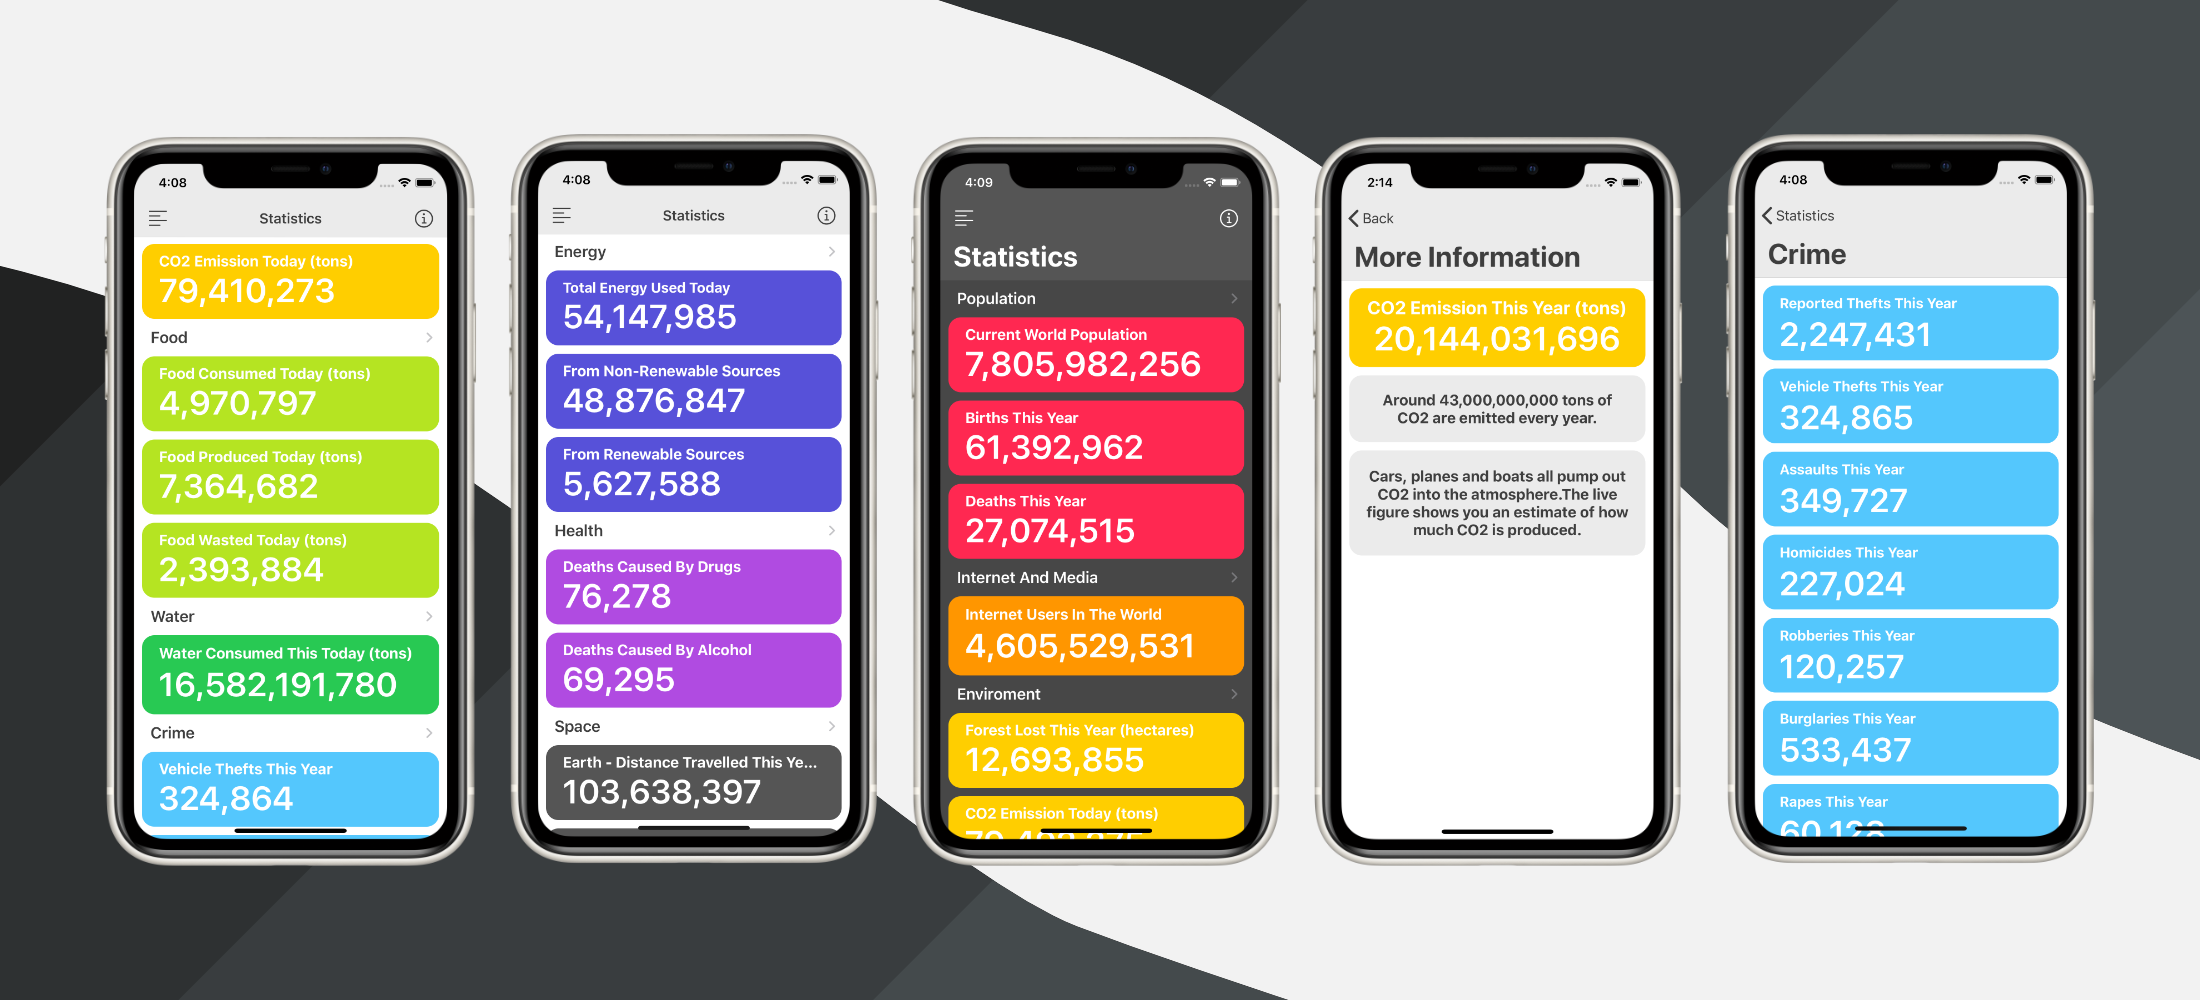 4:08
Statistics
CO2 Emission Today (tons)
79,410,273
Food
Food Consumed Today (tons)
4,970,797
Food Produced Today (tons)
7,364,682
Food Wasted Today (tons)
2,393,884
Water
Water Consumed This Today (tons)
16,582,191,780
Crime
Vehicle Thefts This Year
324,864
4:08
Statistics
Energy
Total Energy Used Today
54,147,985
From Non-Renewable Sources
48,876,847
From Renewable Sources
5,627,588
Health
Deaths Caused By Drugs
76,278
Deaths Caused By Alcohol
69,295
Space
Earth - Distance Travelled This Ye...
103,638,397
4:09
Statistics
Population
Current World Population
7,805,982,256
Births This Year
61,392,962
Deaths This Year
27,074,515
Internet And Media
Internet Users In The World
4,605,529,531
Enviroment
Forest Lost This Year (hectares)
12,693,855
CO2 Emission Today (tons)
2:14
Back
More Information
CO2 Emission This Year (tons)
20,144,031,696
Around 43,000,000,000 tons of
CO2 are emitted every year.
Cars, planes and boats all pump out
CO2 into the atmosphere.The live
figure shows you an estimate of how
much CO2 is produced.
4:08
Statistics
Crime
Reported Thefts This Year
2,247,431
Vehicle Thefts This Year
324,865
Assaults This Year
349,727
Homicides This Year
227,024
Robberies This Year
120,257
Burglaries This Year
533,437
Rapes This Year